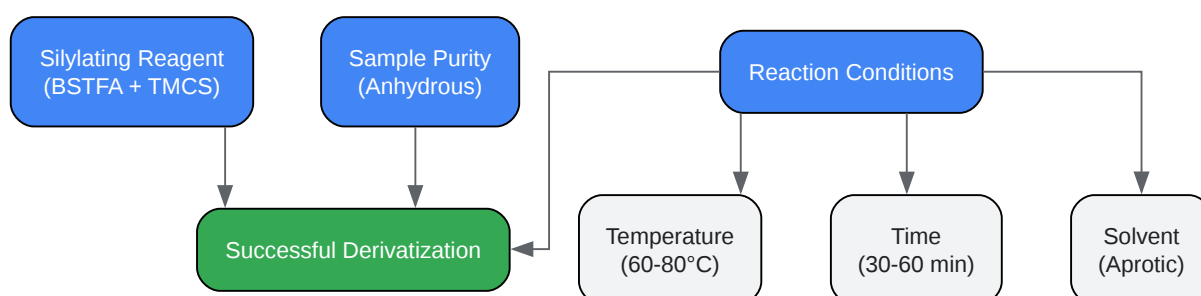 Silylating Reagent
(BSTFA + TMCS)
Sample Purity
(Anhydrous)
Reaction Conditions
Successful Derivatization
Temperature
(60-80°C)
Time
(30-60 min)
Solvent
(Aprotic)